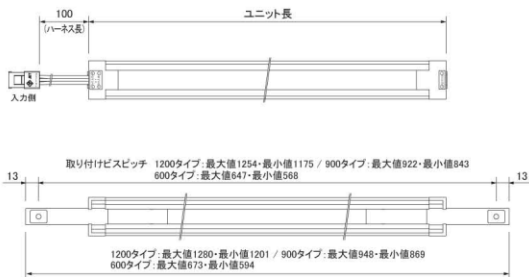 100
(ハーネス長)
ユニット長
入力側
取り付けビスピッチ 1200タイプ:最大値1254・最小値1175 / 900タイプ:最大値922・最小値843
600タイプ:最大値647・最小値568
13
13
1200タイプ:最大値1280・最小値1201 / 900タイプ:最大値948・最小値869
600タイプ:最大値673・最小値594